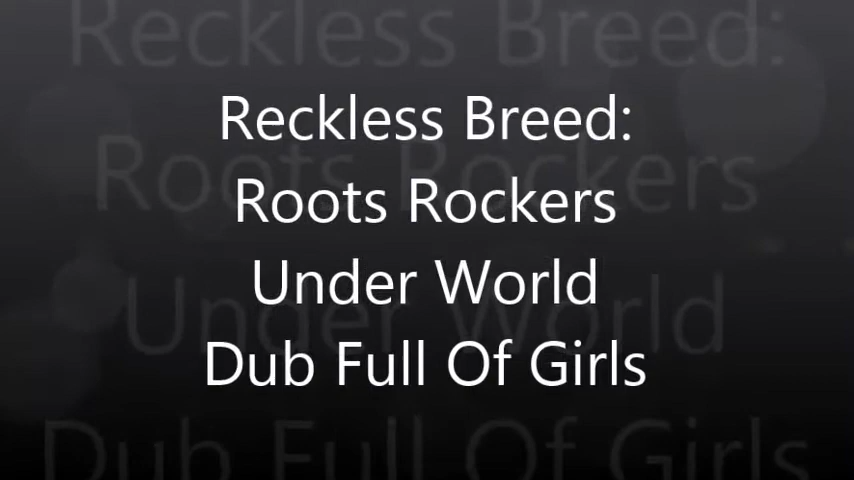 Reckless Breed:
Roots Rockers
Under World
Dub Full Of Girls